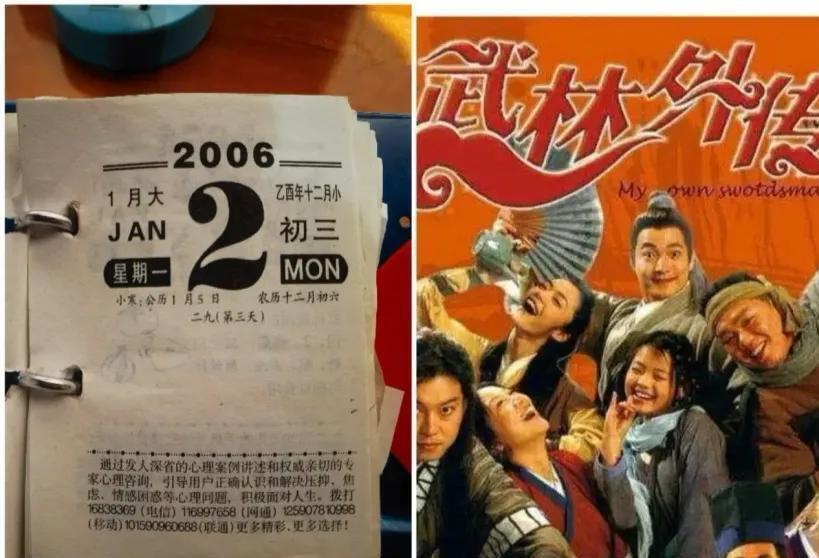 2006
1月大
乙酉年十二月小
JAN
2
初三
星期一
MON
小寒:公历1月5日
农历十二月初六
二九(第三天)
通过发人深省的心理案例讲述和权威亲切的专
家心理咨询,引导用户正确认识和解决压抑、焦
虑、情感困惑等心理问题,积极面对人生。拨打
16838369(电信)116997658(网通)125907810998
(移动)101590960688(联通)更多精彩、更多选择!
武林外传
My own swotdsma